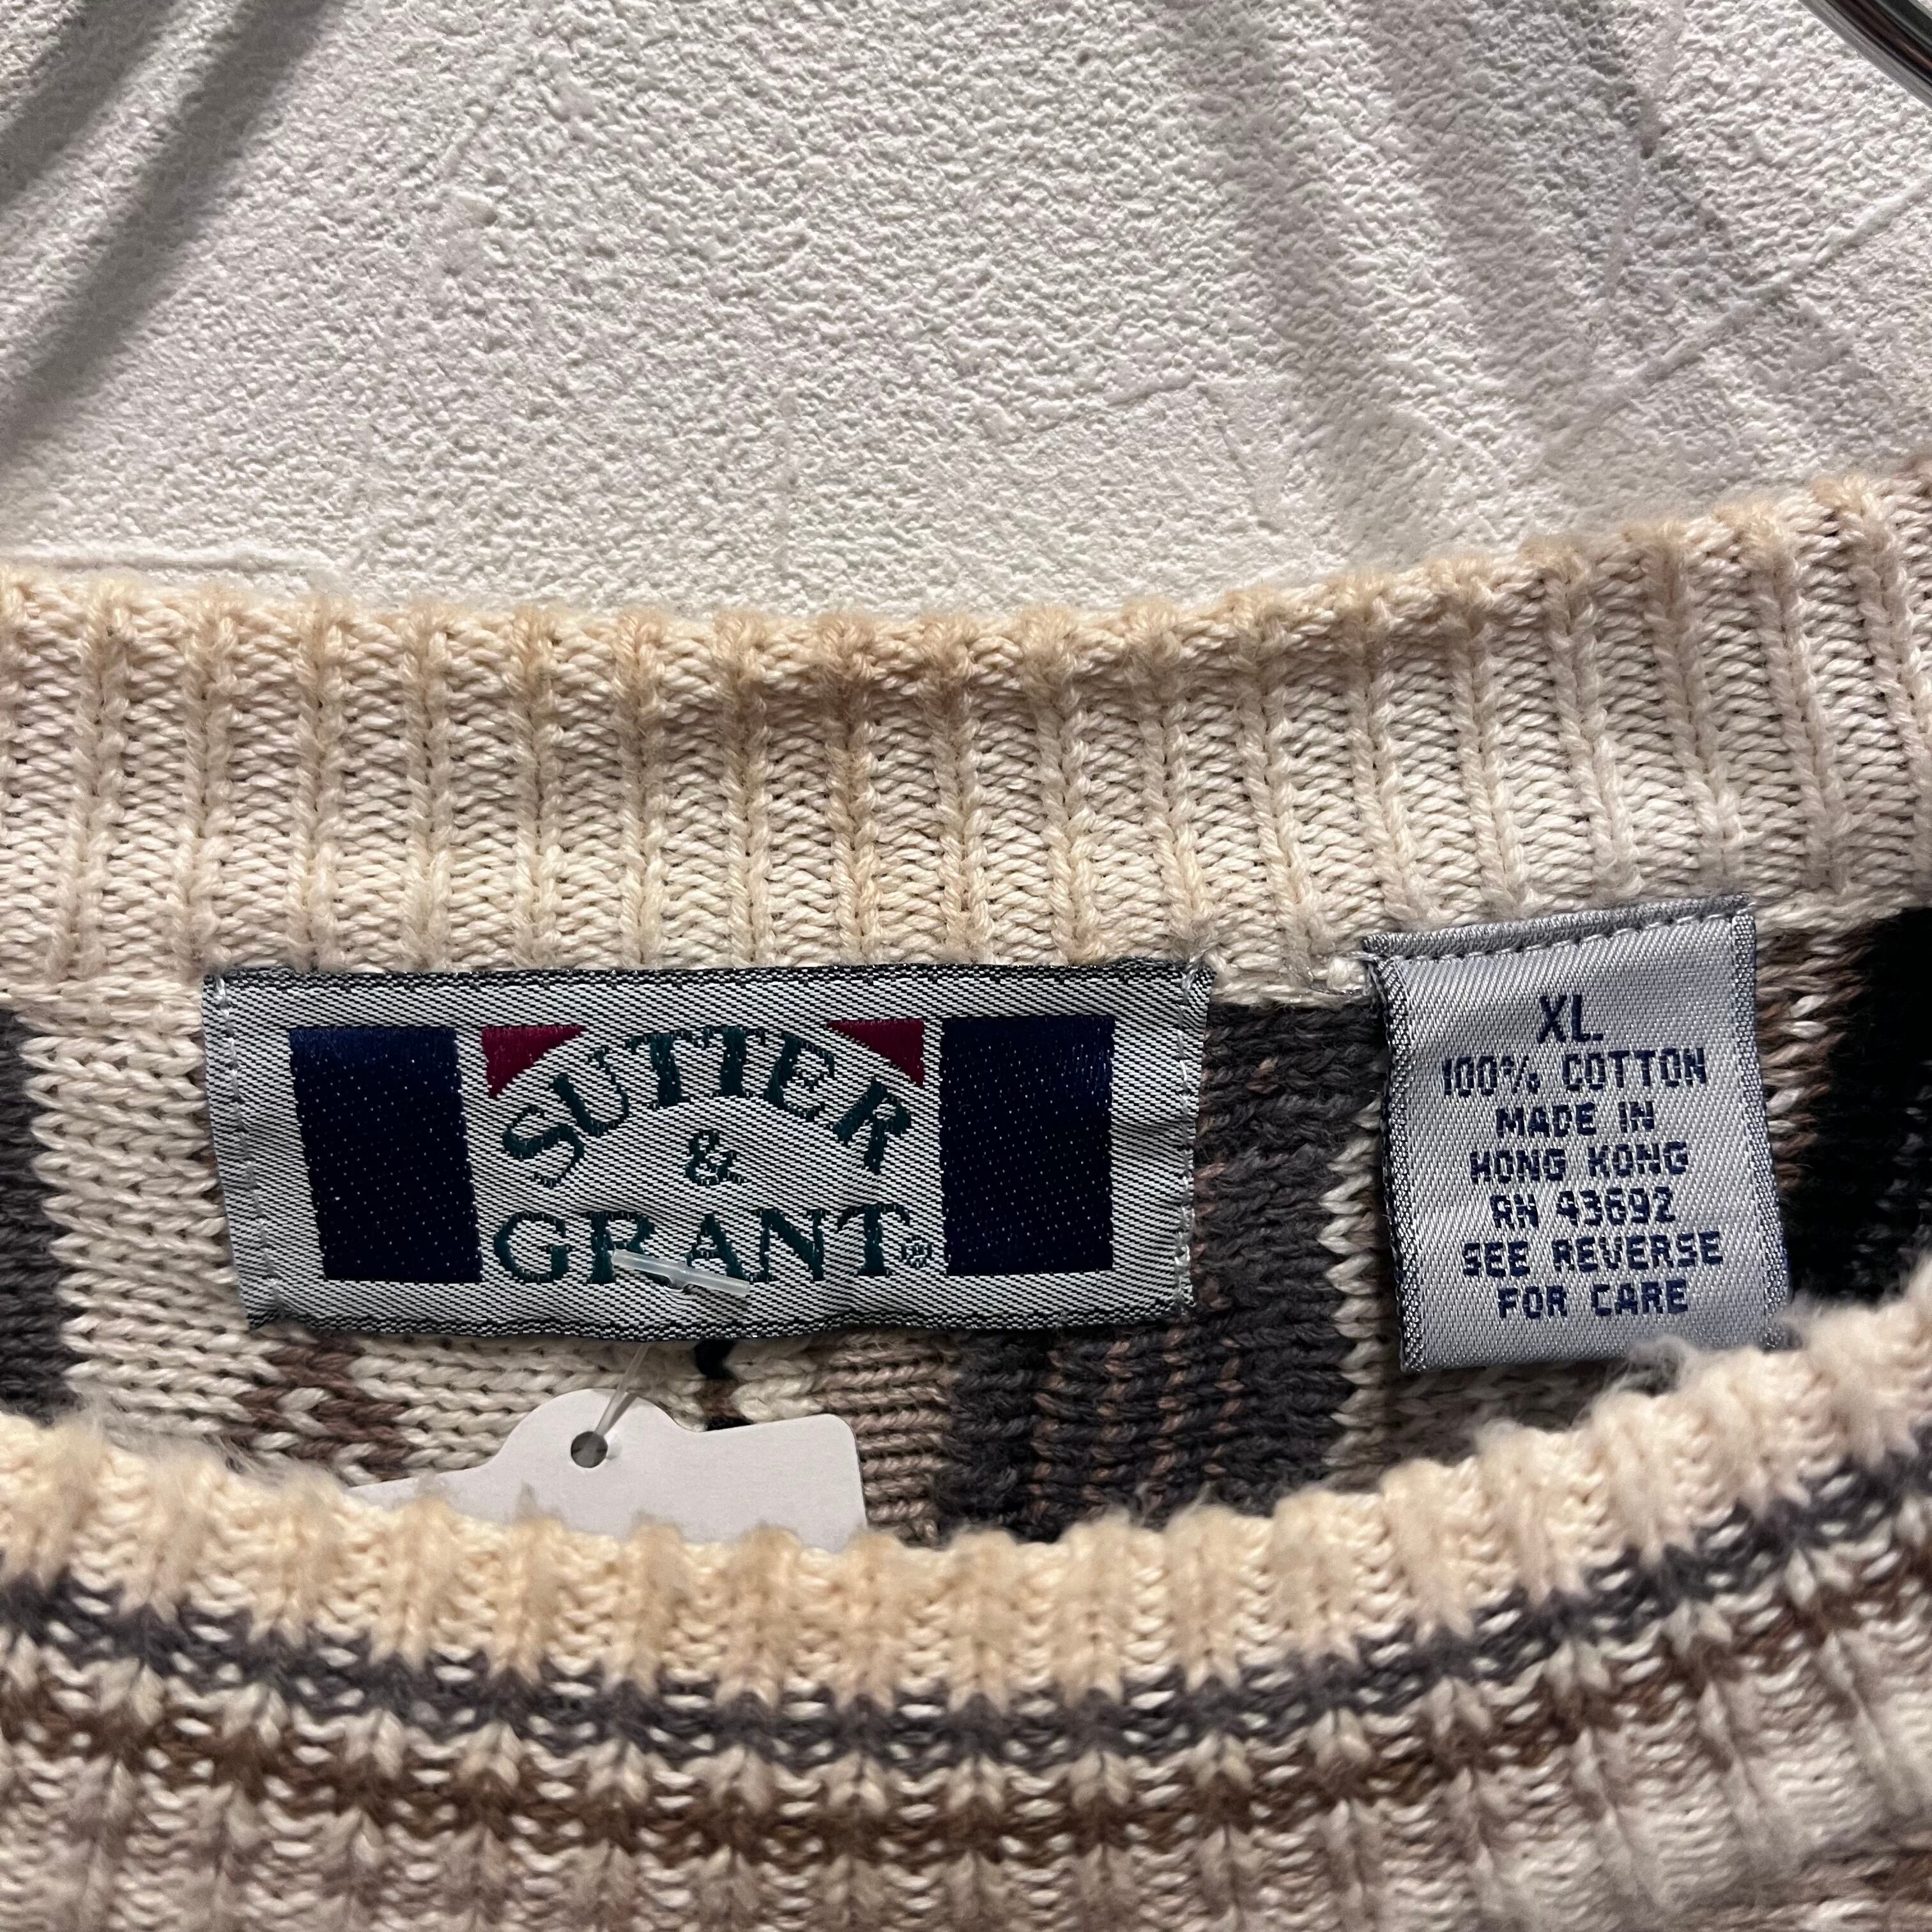 SUTTER
&
GRANT®
XL
100% COTTON
MADE IN
HONG KONG
RN 43692
SEE REVERSE
FOR CARE